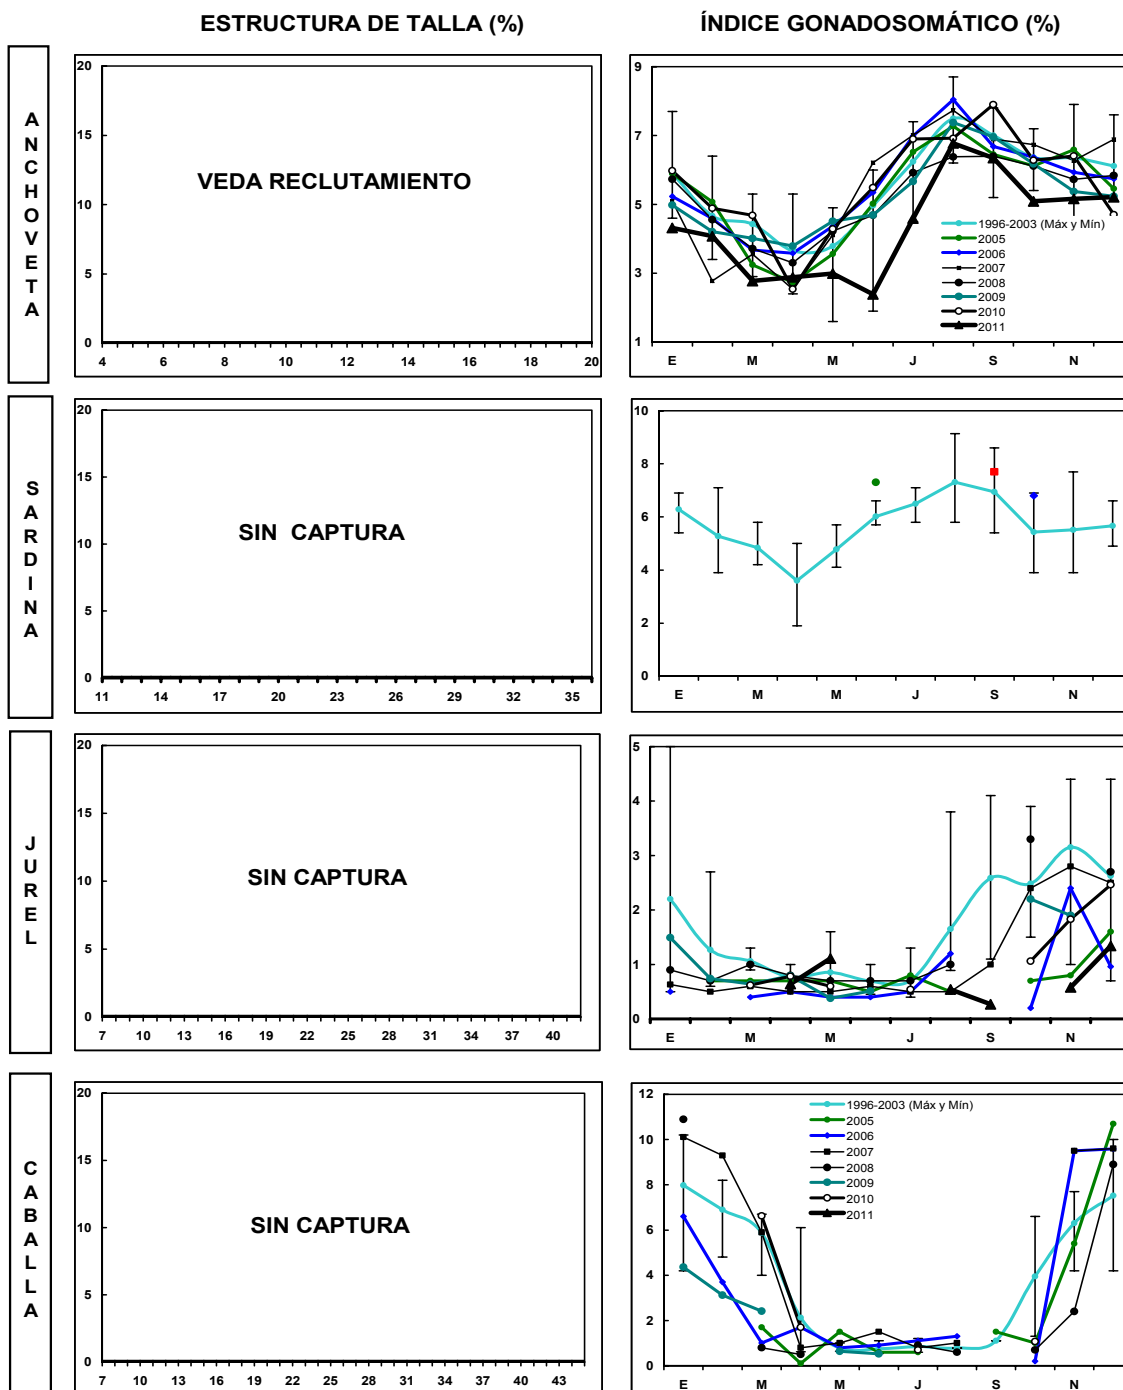 ESTRUCTURA DE TALLA (%)
ÍNDICE GONADOSOMÁTICO (%)
ANCHOVETA
20
15
10
5
0
VEDA RECLUTAMIENTO
4 6 8 10 12 14 16 18 20
9
7
5
3
1
1996-2003 (Máx y Mín)
2005
2006
2007
2008
2009
2010
2011
E M M J S N
SARDINA
20
15
10
5
0
SIN CAPTURA
11 14 17 20 23 26 29 32 35
10
8
6
4
2
0
E M M J S N
JUREL
20
15
10
5
0
SIN CAPTURA
7 10 13 16 19 22 25 28 31 34 37 40
5
4
3
2
1
0
E M M J S N
CABALLA
20
15
10
5
0
SIN CAPTURA
7 10 13 16 19 22 25 28 31 34 37 40 43
12
10
8
6
4
2
0
1996-2003 (Máx y Mín)
2005
2006
2007
2008
2009
2010
2011
E M M J S N